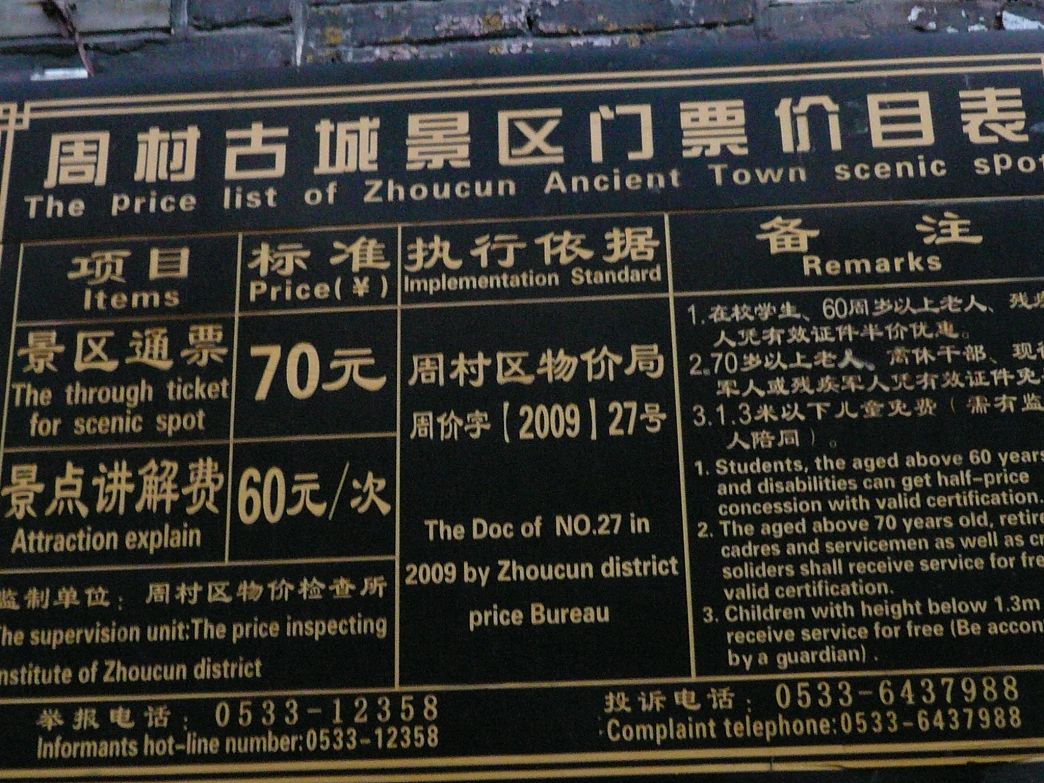 周村古城景区门票价目表
The price list of Zhoucun Ancient Town scenic spot
项目
Items
标准
Price(￥)
执行依据
Implementation Standard
备注
Remarks
景区通票
The through ticket
for scenic spot
70元
景点讲解费
Attraction explain
60元/次
周村区物价局
周价字【2009】27号
The Doc of NO.27 in
2009 by Zhoucun district
price Bureau
1.在校学生、60周岁以上老人、残疾
人凭有效证件半价优惠。
2.70岁以上老人、离休干部、现役
军人或残疾军人凭有效证件免
3.1.3米以下儿童免费（需有监
人陪同）。
1. Students, the aged above 60 years
and disabilities can get half-price
concession with valid certification.
2. The aged above 70 years old, retire
cadres and servicemen as well as cr
soliders shall receive service for free
valid certification.
3. Children with height below 1.3m
receive service for free (Be accon
by a guardian) .
监制单位：周村区物价检查所
The supervision unit:The price inspecting
institute of Zhoucun district
举报电话：0533-12358
Informants hot-line number:0533-12358
投诉电话：0533-6437988
Complaint telephone:0533-6437988